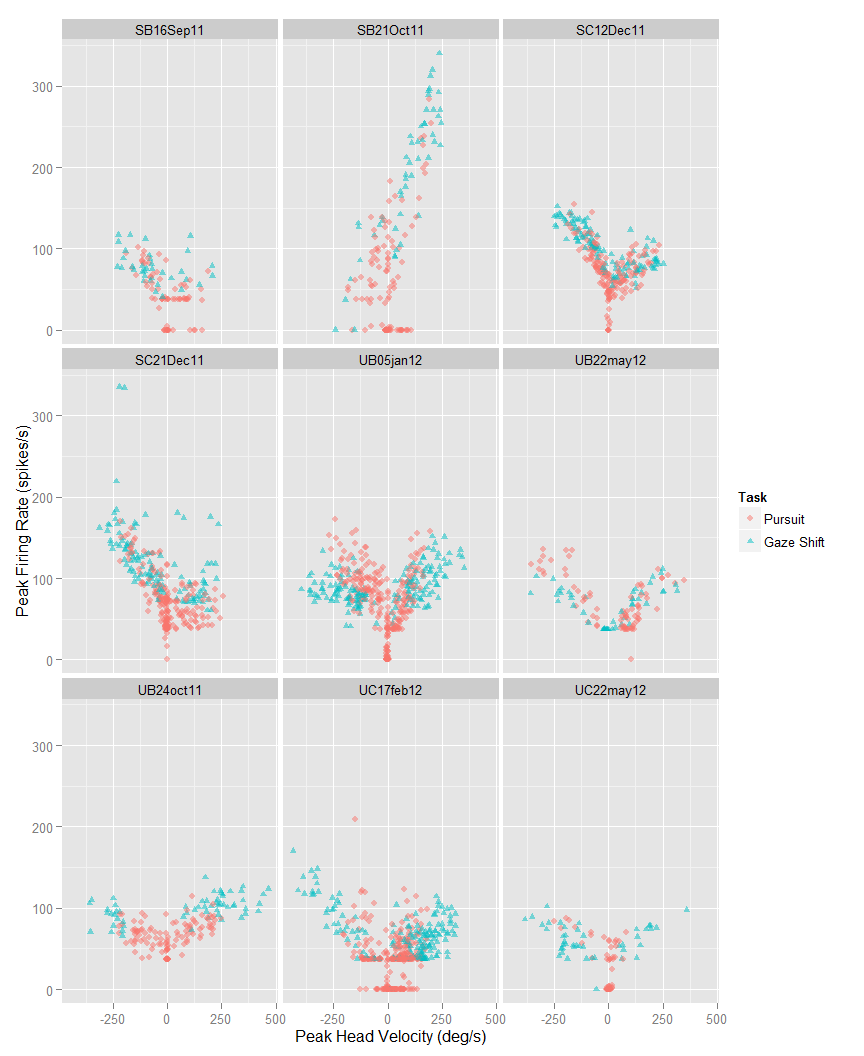 SB16Sep11 SB21Oct11 SC12Dec11
300
200
100
0
SC21Dec11 UB05jan12 UB22may12
300
200
100
0
Peak Firing Rate (spikes/s)
Task
Pursuit
Gaze Shift
UB24oct11 UC17feb12 UC22may12
300
200
100
0
-250 0 250 500 -250 0 250 500 -250 0 250 500
Peak Head Velocity (deg/s)